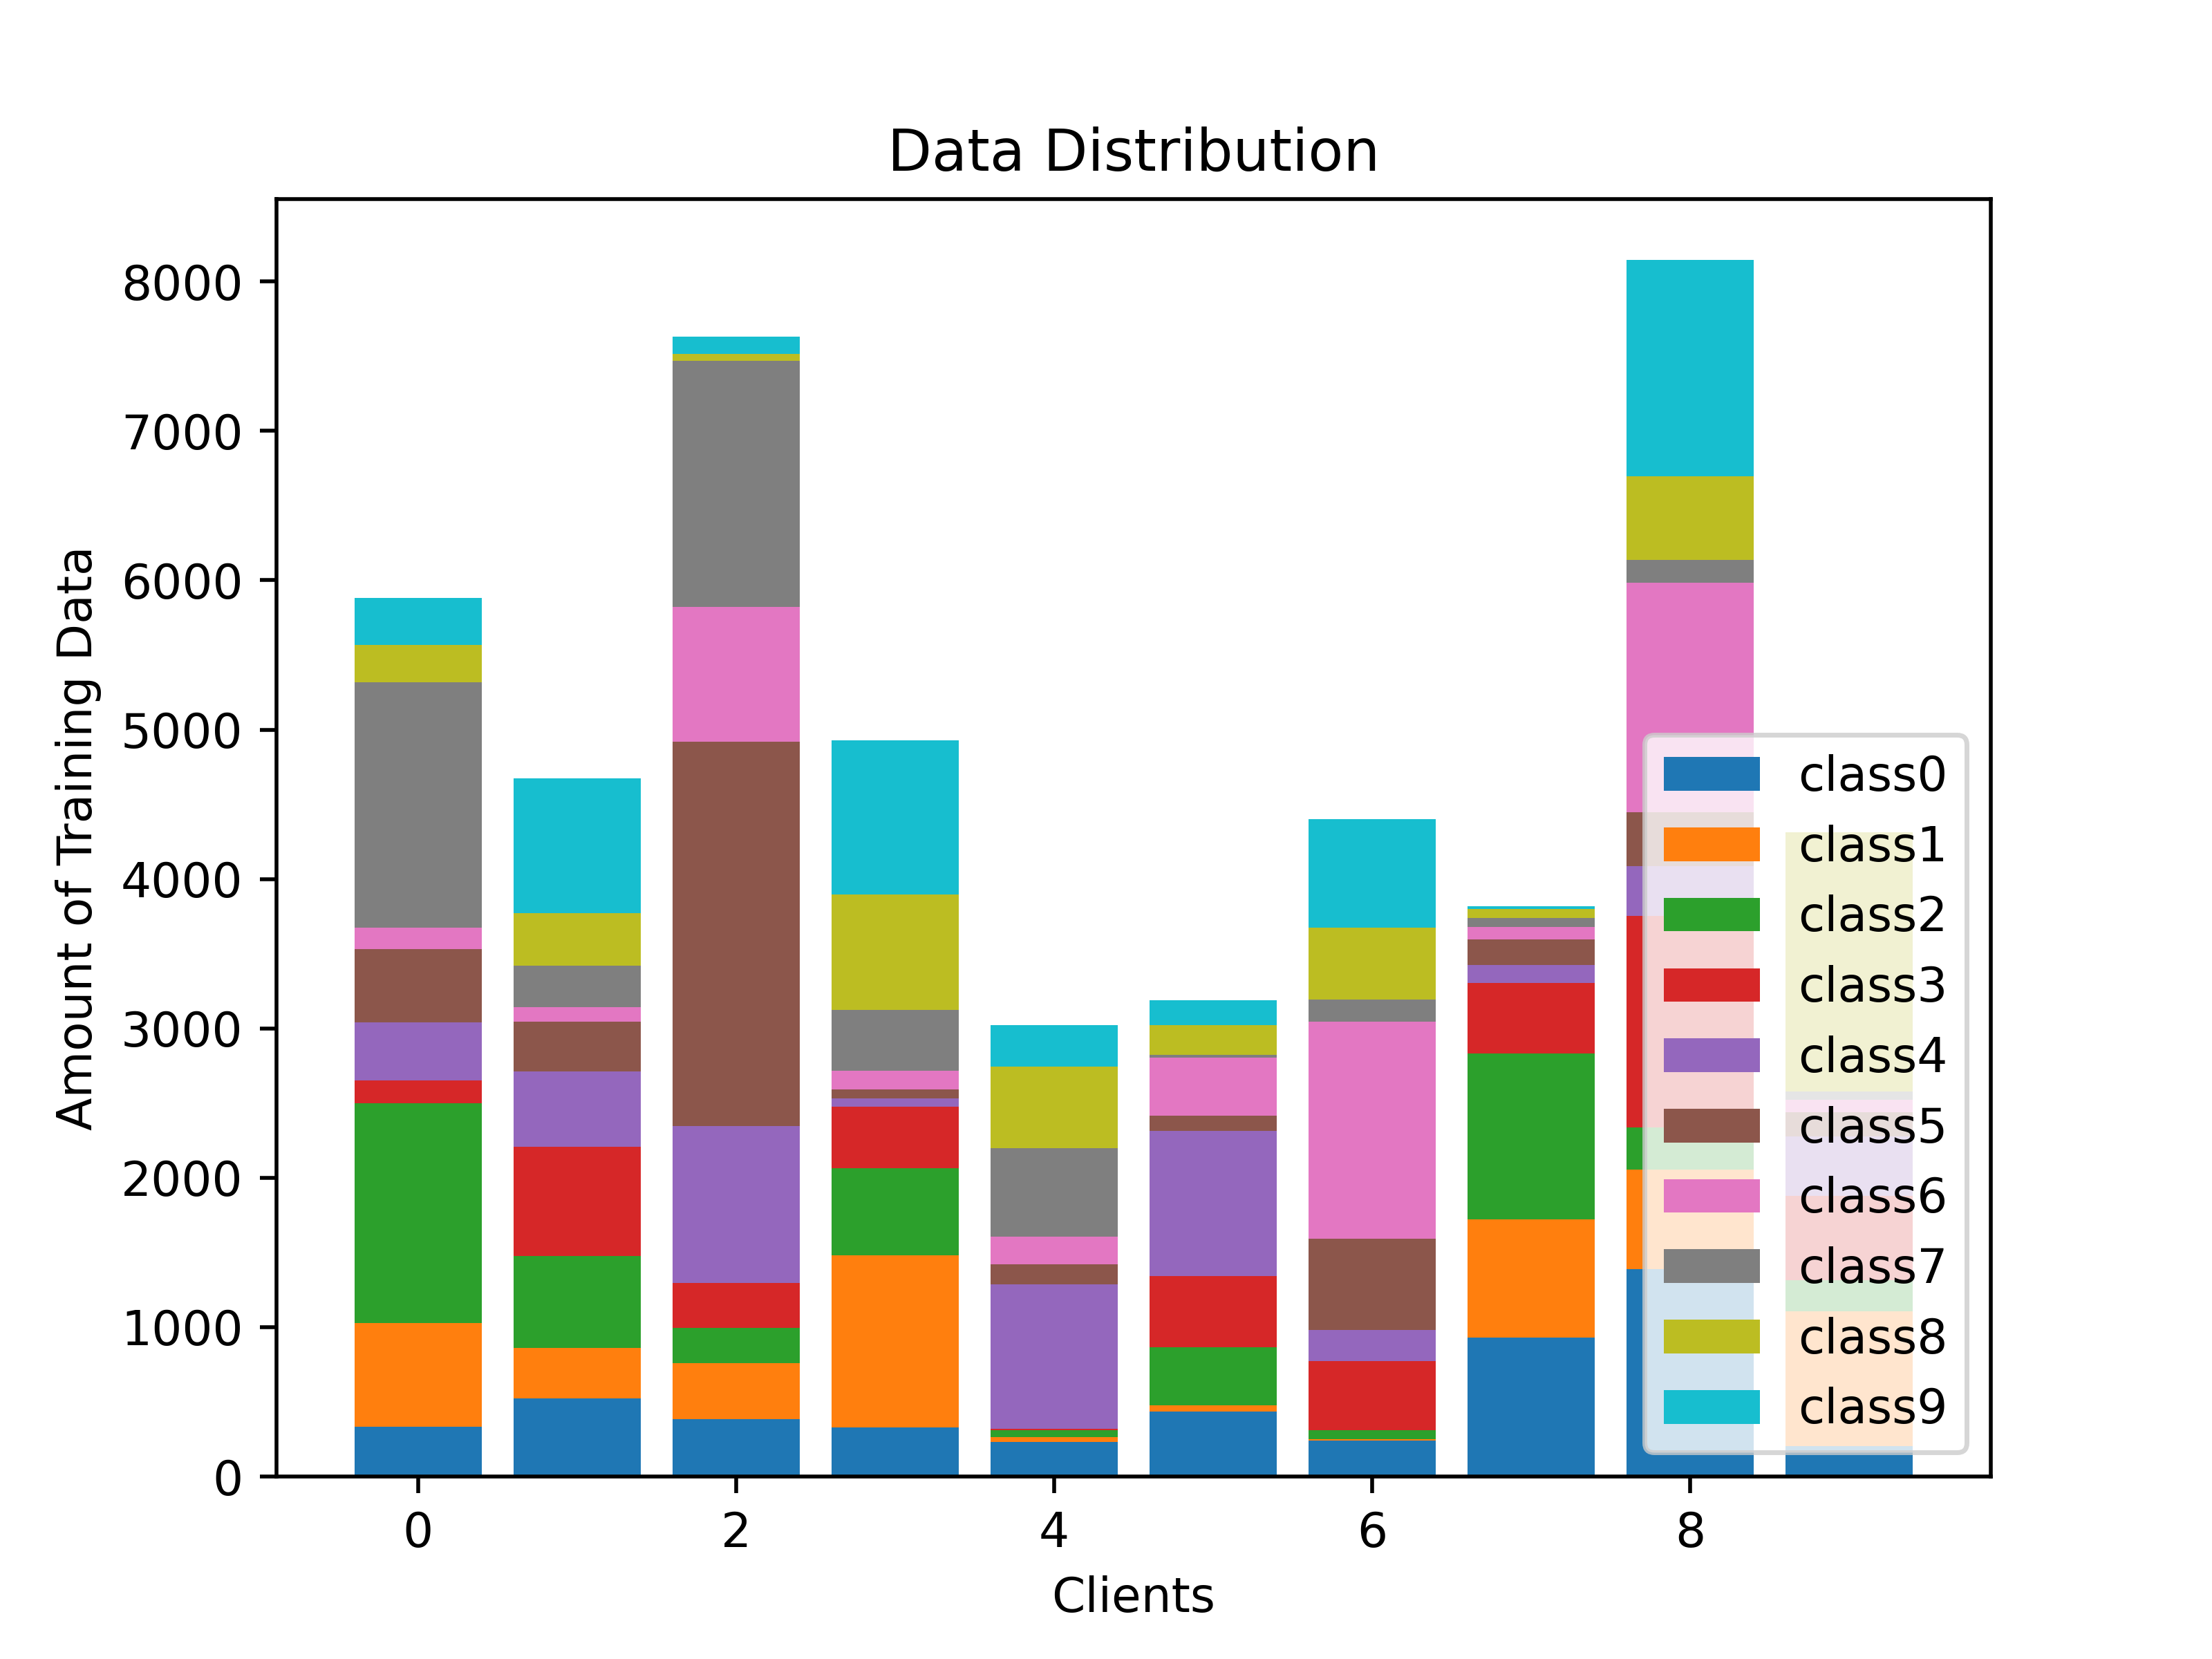 Data Distribution
Amount of Training Data
8000
7000
6000
5000
4000
3000
2000
1000
0
0 2 4 6 8
Clients
class0
class1
class2
class3
class4
class5
class6
class7
class8
class9